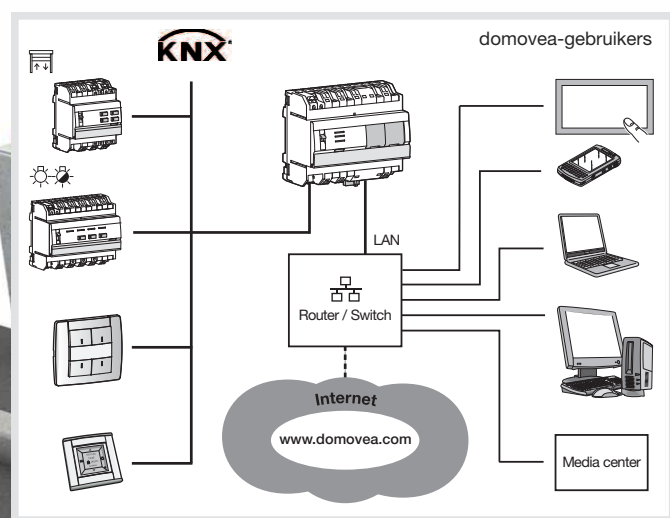 KNX
domovea-gebruikers
LAN
Router / Switch
Internet
www.domovea.com
Media center